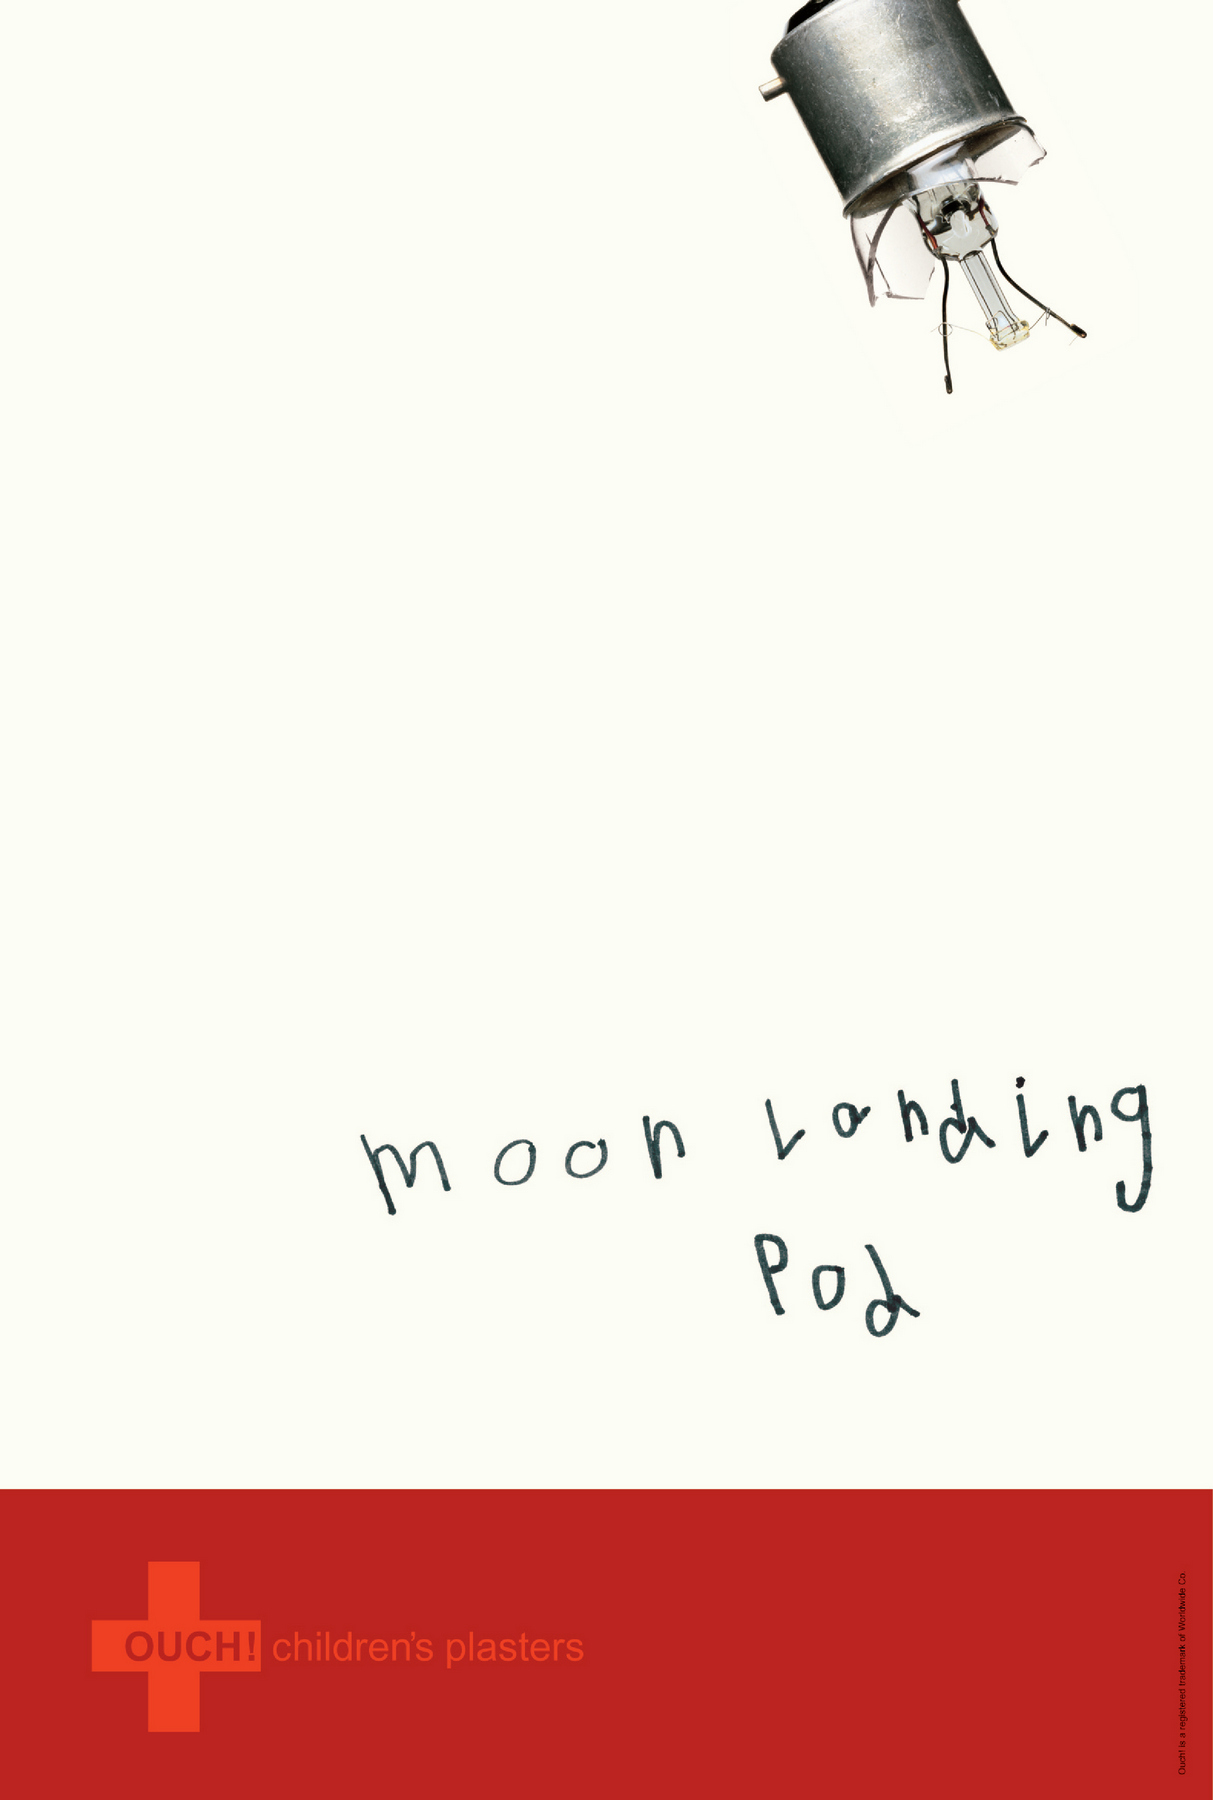 moon Landing
Pod
OUCH! children's plasters
Ouch! is a registered trademark of Worldwide Co.